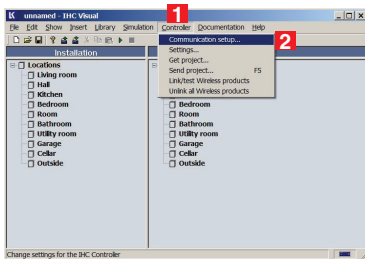 unnamed - IHC Visual
1
File Edit Show Insert Library Simulation Controller Documentation Help
Communication setup...
2
Settings...
Get project...
Send project... F5
Link/test Wireless products
Unlink all Wireless products
Installation
Locations
Living room
Hall
Kitchen
Bedroom
Room
Bathroom
Utility room
Garage
Cellar
Outside
Bedroom
Room
Bathroom
Utility room
Garage
Cellar
Outside
Change settings for the IHC Controller